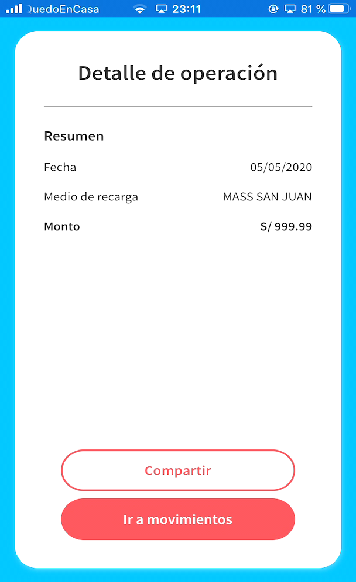 QuedoEnCasa 23:11 81 %
Detalle de operación
Resumen
Fecha 05/05/2020
Medio de recarga MASS SAN JUAN
Monto S/ 999.99
Compartir
Ir a movimientos